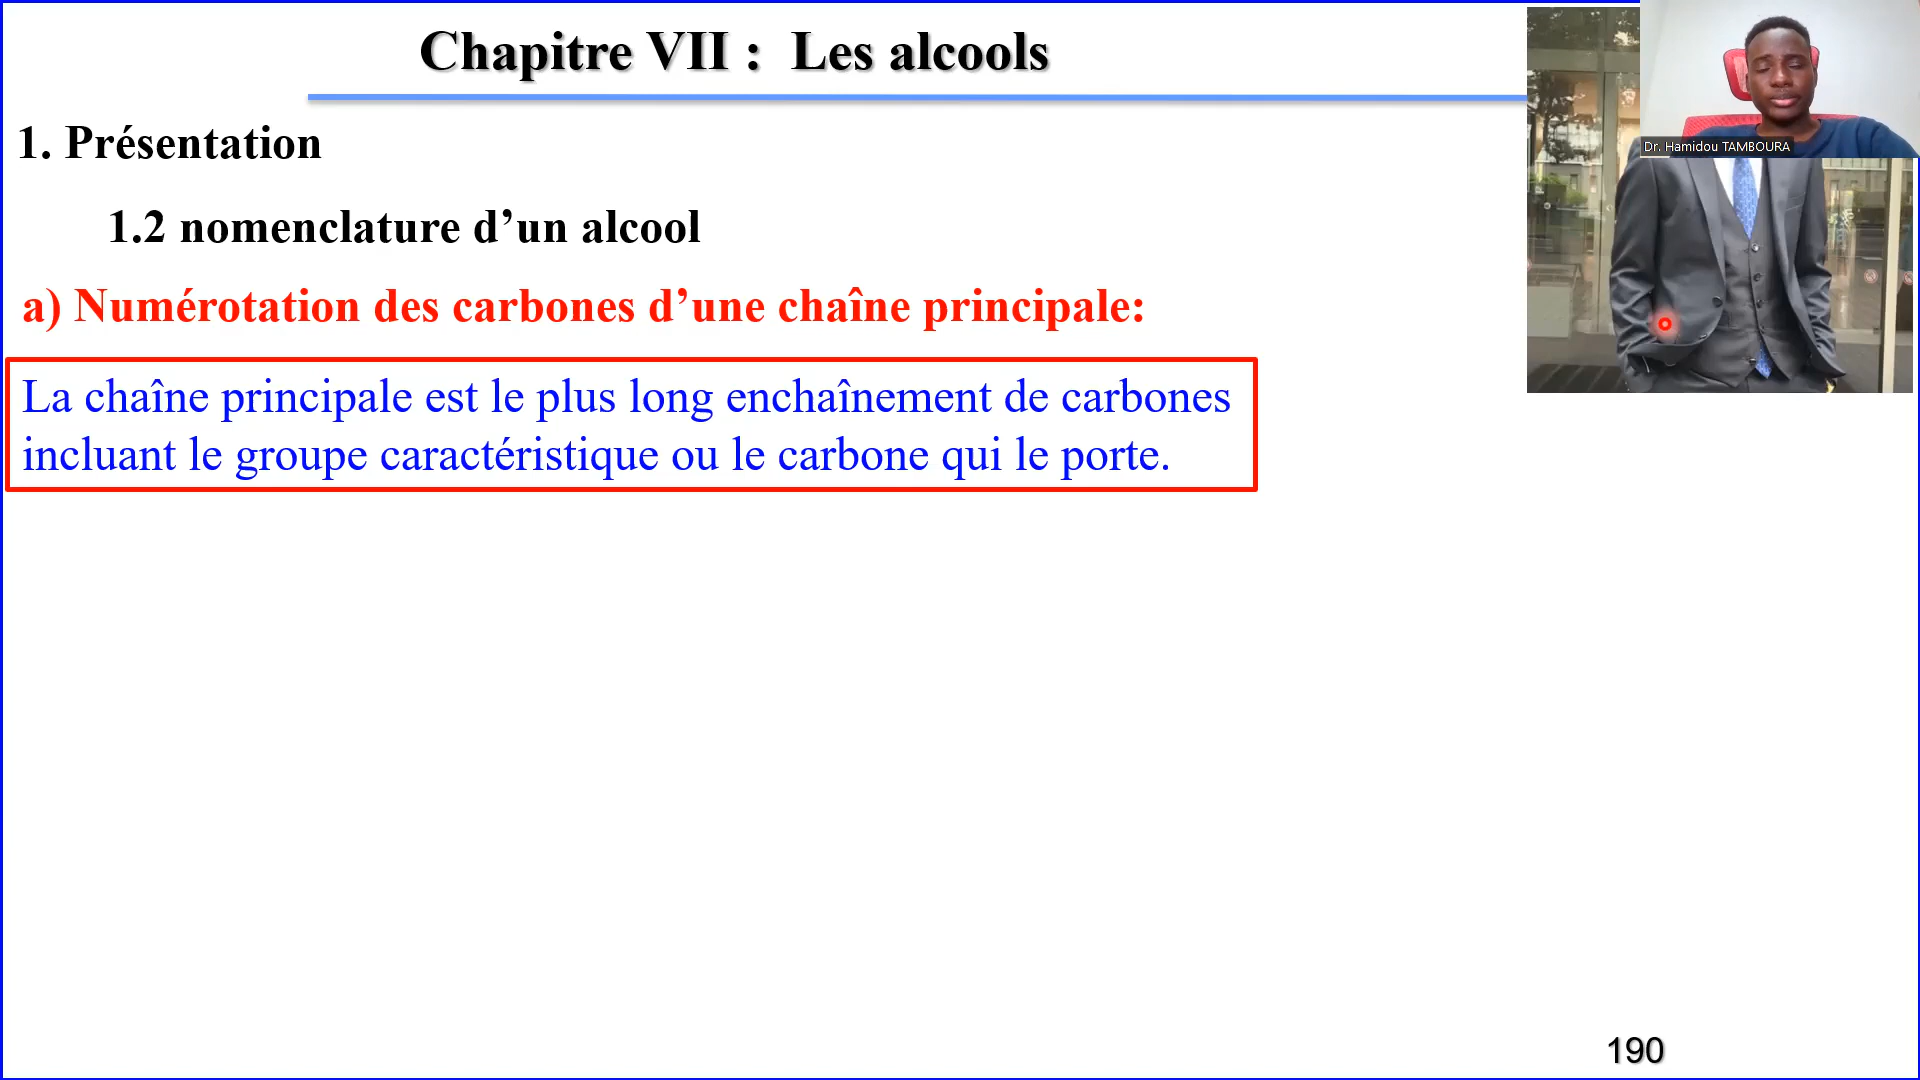 Chapitre VII : Les alcools
Dr. Hamidou TAMBOURA
1. Présentation
1.2 nomenclature d’un alcool
a) Numérotation des carbones d’une chaîne principale:
La chaîne principale est le plus long enchaînement de carbones
incluant le groupe caractéristique ou le carbone qui le porte.
190